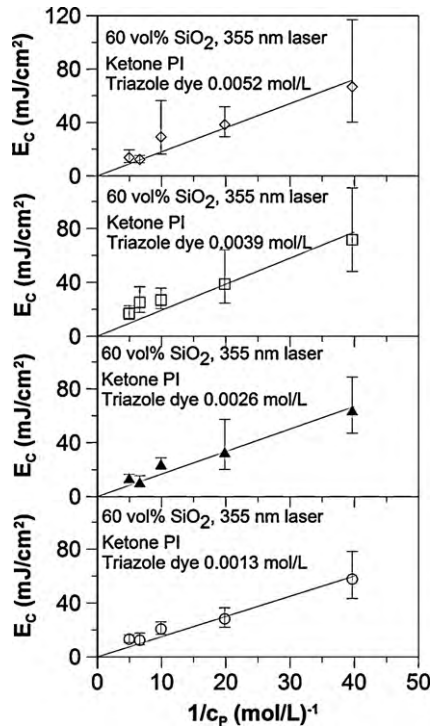 120
80
40
0
E_C (mJ/cm²)
60 vol% SiO₂, 355 nm laser
Ketone PI
Triazole dye 0.0052 mol/L
80
40
0
E_C (mJ/cm²)
60 vol% SiO₂, 355 nm laser
Ketone PI
Triazole dye 0.0039 mol/L
80
40
0
E_C (mJ/cm²)
60 vol% SiO₂, 355 nm laser
Ketone PI
Triazole dye 0.0026 mol/L
80
40
0
E_C (mJ/cm²)
60 vol% SiO₂, 355 nm laser
Ketone PI
Triazole dye 0.0013 mol/L
0 10 20 30 40 50
1/c_P (mol/L)⁻¹